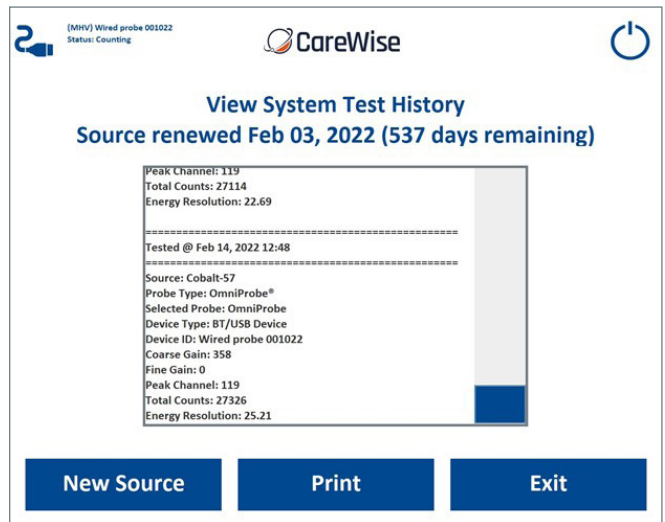 (MHV) Wired probe 001022
Status: Counting
CareWise
View System Test History
Source renewed Feb 03, 2022 (537 days remaining)
Peak Channel: 119
Total Counts: 27114
Energy Resolution: 22.69
===================================================
Tested @ Feb 14, 2022 12:48
===================================================
Source: Cobalt-57
Probe Type: OmniProbe®
Selected Probe: OmniProbe
Device Type: BT/USB Device
Device ID: Wired probe 001022
Coarse Gain: 358
Fine Gain: 0
Peak Channel: 119
Total Counts: 27326
Energy Resolution: 25.21
New Source
Print
Exit